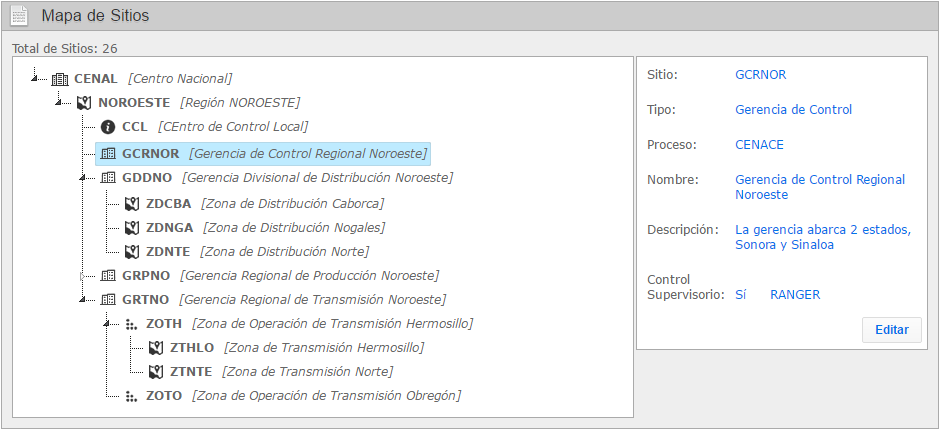 Mapa de Sitios
Total de Sitios: 26
CENAL [Centro Nacional]
NOROESTE [Región NOROESTE]
CCL [CEntro de Control Local]
GCRNOR [Gerencia de Control Regional Noroeste]
GDDNO [Gerencia Divisional de Distribución Noroeste]
ZDCBA [Zona de Distribución Caborca]
ZDNGA [Zona de Distribución Nogales]
ZDNTE [Zona de Distribución Norte]
GRPNO [Gerencia Regional de Producción Noroeste]
GRTNO [Gerencia Regional de Transmisión Noroeste]
ZOTH [Zona de Operación de Transmisión Hermosillo]
ZTHLO [Zona de Transmisión Hermosillo]
ZTNTE [Zona de Transmisión Norte]
ZOTO [Zona de Operación de Transmisión Obregón]
Sitio: GCRNOR
Tipo: Gerencia de Control
Proceso: CENACE
Nombre: Gerencia de Control Regional
Noroeste
Descripción: La gerencia abarca 2 estados,
Sonora y Sinaloa
Control
Supervisorio: Sí RANGER
Editar